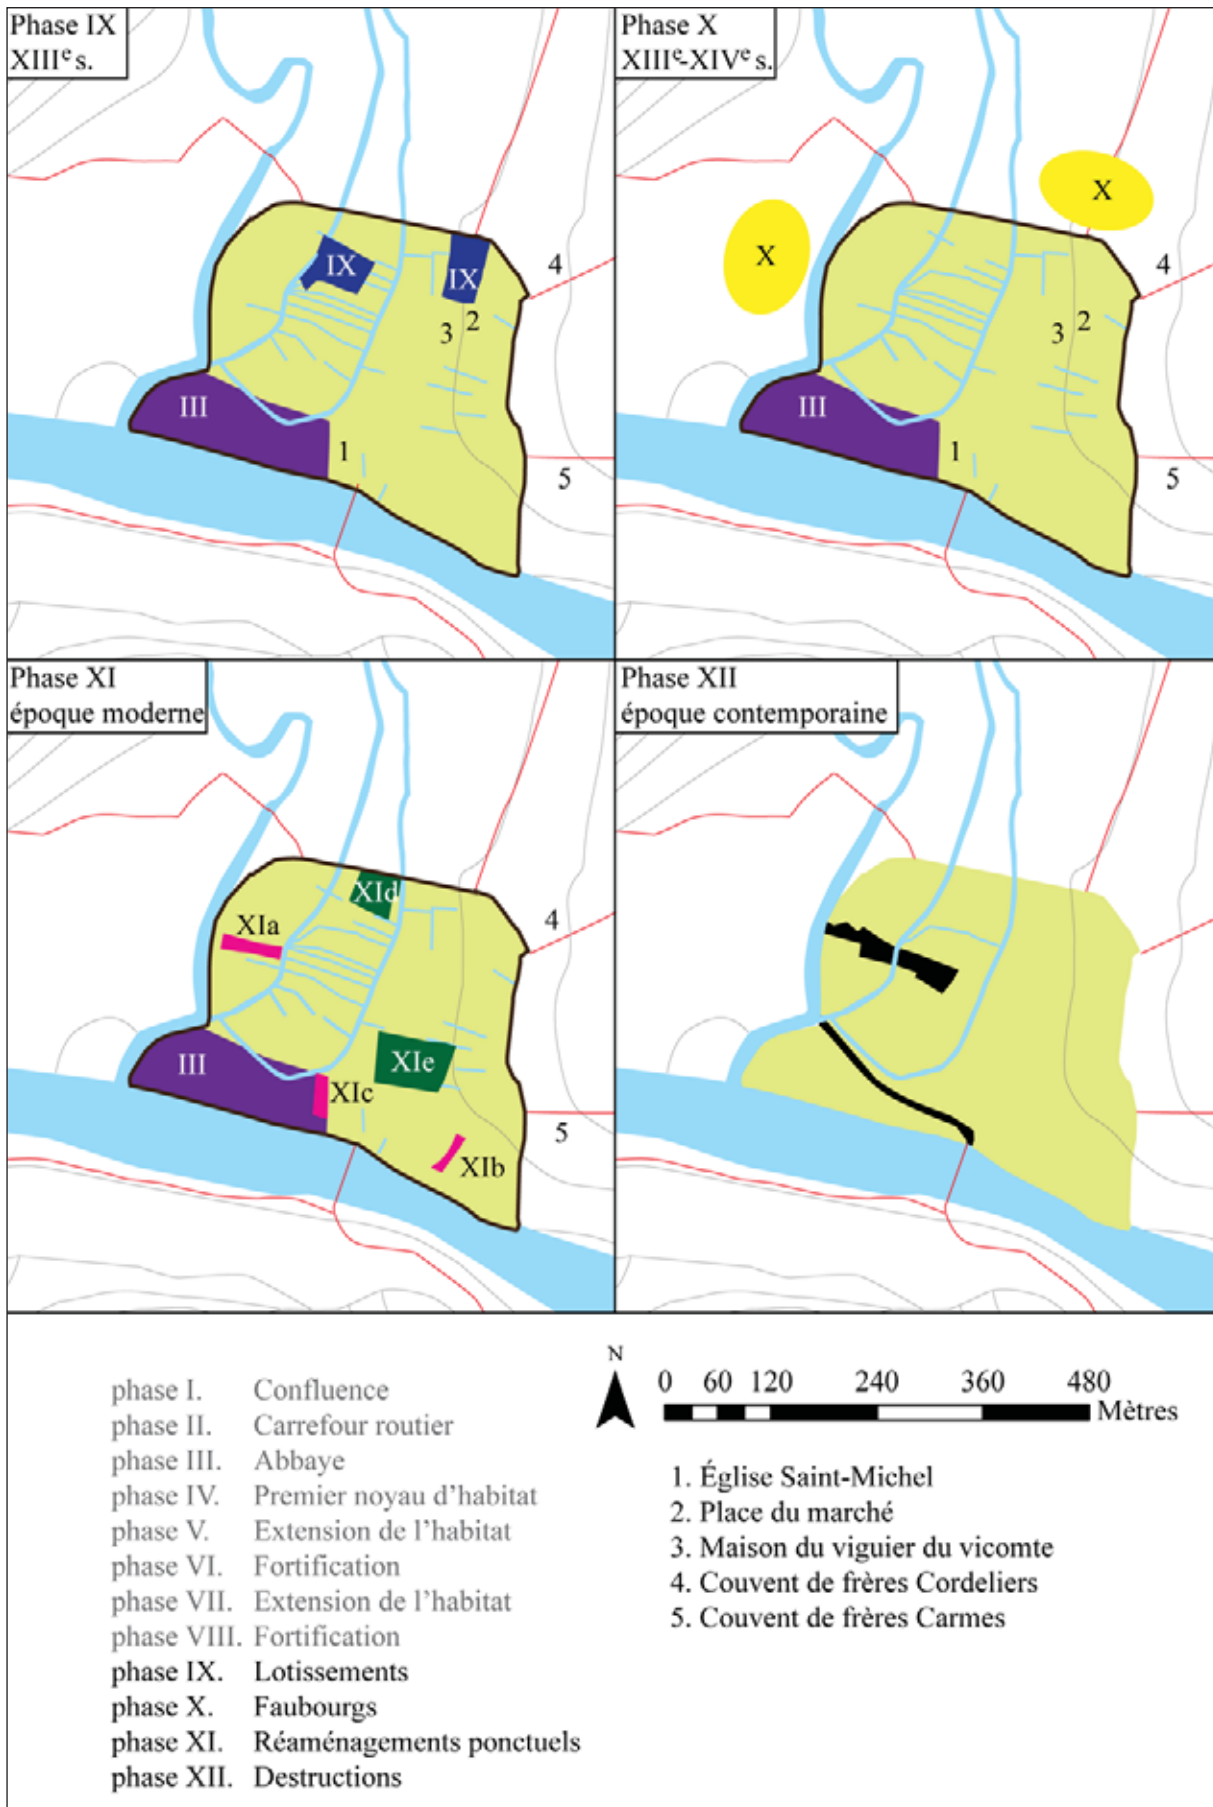 Phase IX
XIIIe s.
IX
IX
2
3
4
III
1
5
Phase X
XIIIe-XIVe s.
X
X
4
3
2
III
1
5
Phase XI
époque moderne
XId
XIa
4
III
XIe
XIc
5
XIb
Phase XII
époque contemporaine
phase I. Confluence
phase II. Carrefour routier
phase III. Abbaye
phase IV. Premier noyau d'habitat
phase V. Extension de l'habitat
phase VI. Fortification
phase VII. Extension de l'habitat
phase VIII. Fortification
phase IX. Lotissements
phase X. Faubourgs
phase XI. Réaménagements ponctuels
phase XII. Destructions
N
0 60 120 240 360 480
Mètres
1. Église Saint-Michel
2. Place du marché
3. Maison du viguier du vicomte
4. Couvent de frères Cordeliers
5. Couvent de frères Carmes